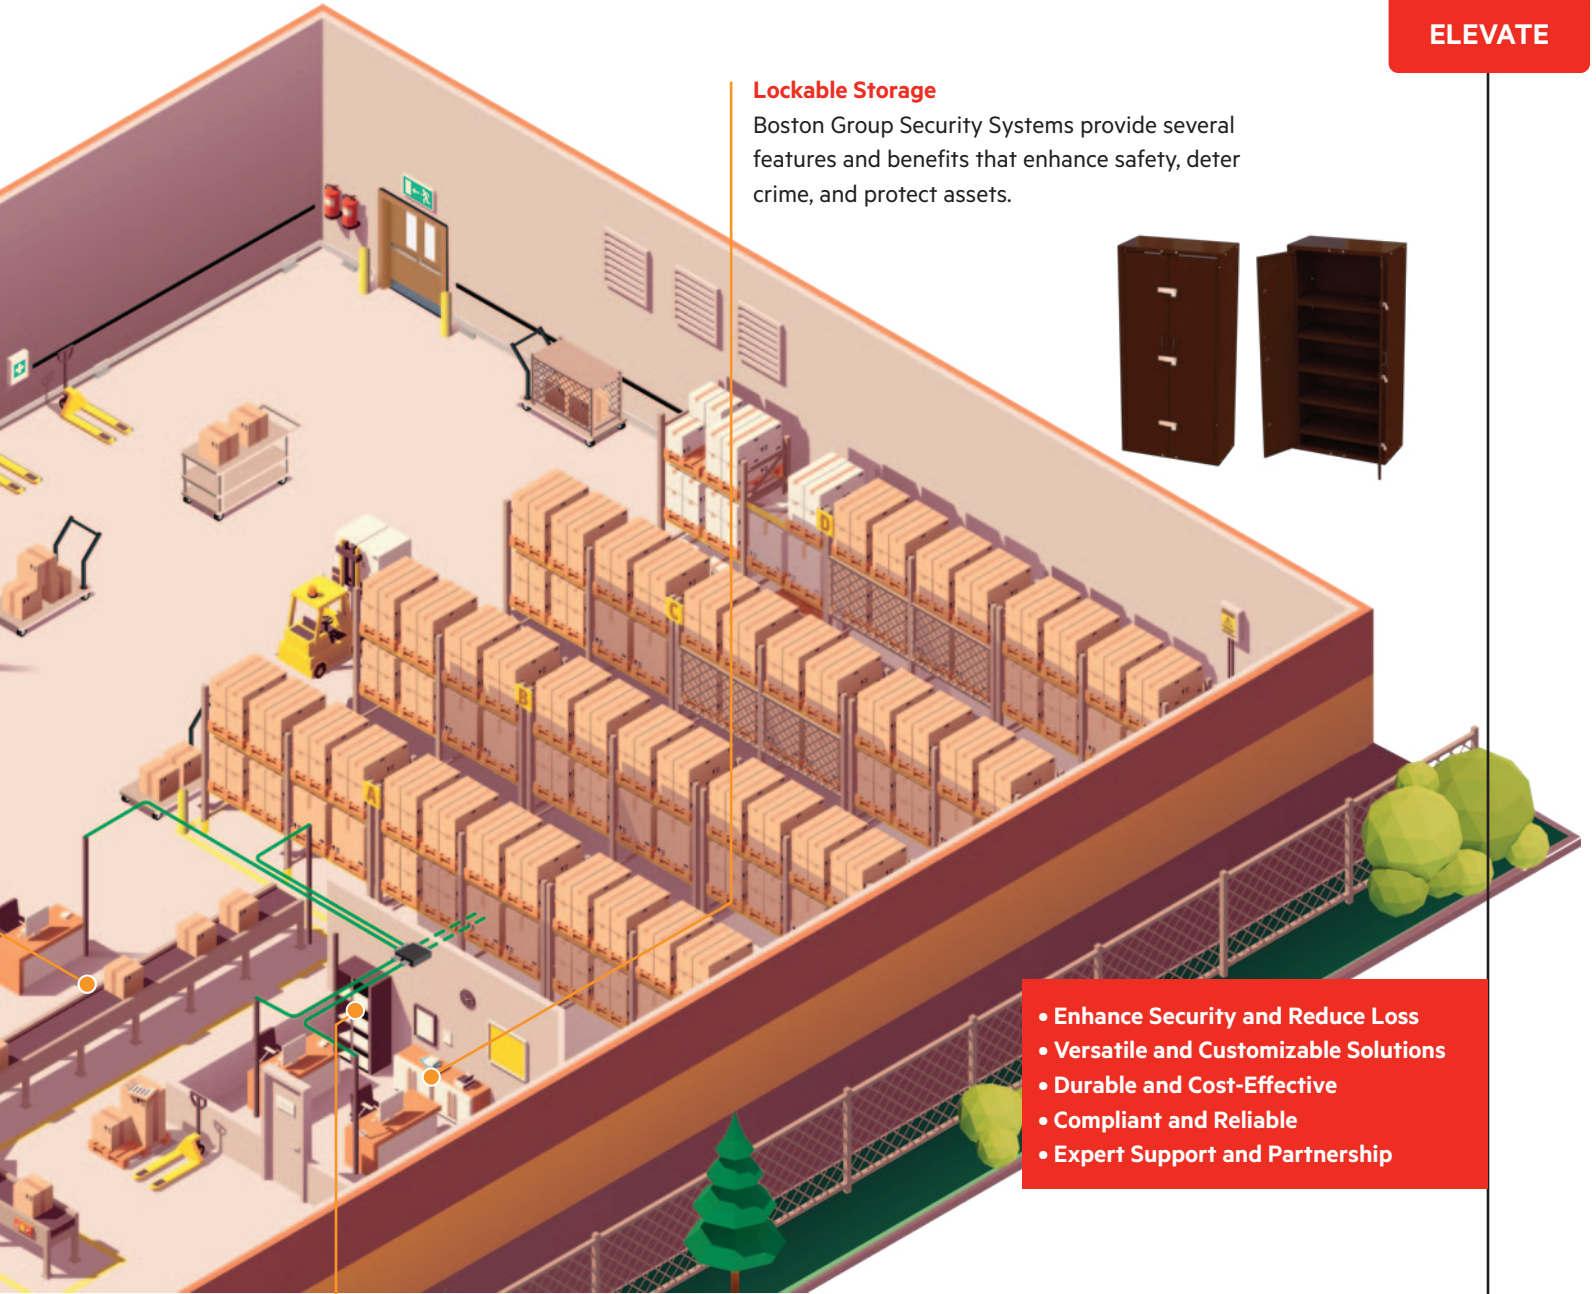 ELEVATE
Lockable Storage
Boston Group Security Systems provide several
features and benefits that enhance safety, deter
crime, and protect assets.
D
C
B
A
• Enhance Security and Reduce Loss
• Versatile and Customizable Solutions
• Durable and Cost-Effective
• Compliant and Reliable
• Expert Support and Partnership